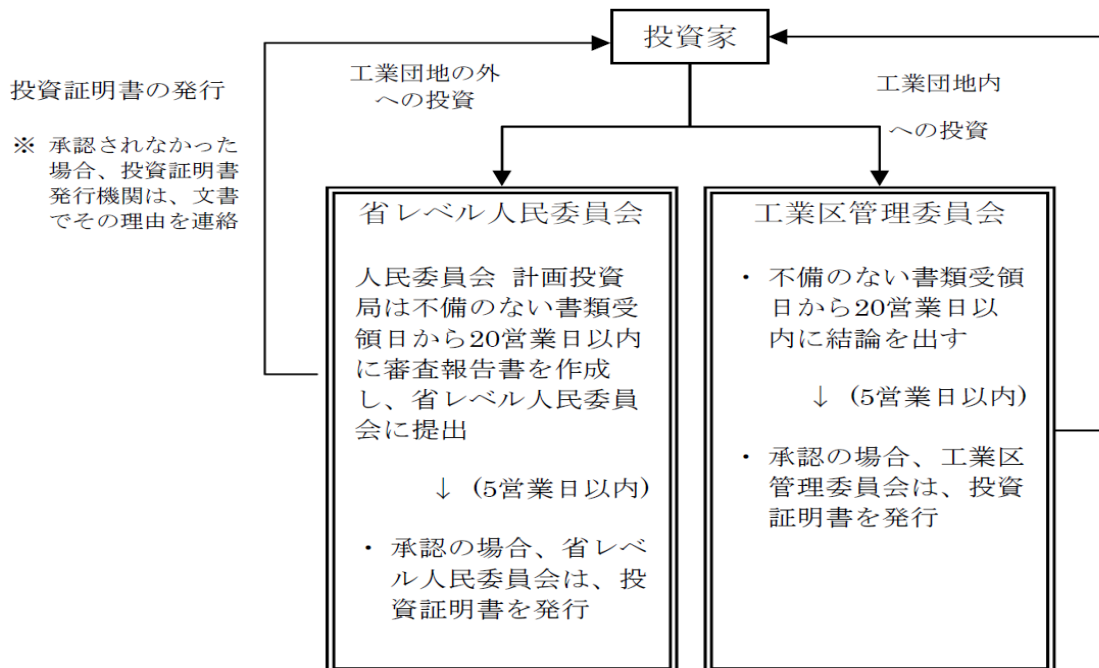 投資家
投資証明書の発行
※ 承認されなかった
場合、投資証明書
発行機関は、文書
でその理由を連絡
工業団地の外
への投資
工業団地内
への投資
省レベル人民委員会
人民委員会 計画投資
局は不備のない書類受
領日から20営業日以内
に審査報告書を作成
し、省レベル人民委員
会に提出
↓ (5営業日以内)
・ 承認の場合、省レベ
ル人民委員会は、投
資証明書を発行
工業区管理委員会
・ 不備のない書類受領
日から20営業日以
内に結論を出す
↓ (5営業日以内)
・ 承認の場合、工業区
管理委員会は、投資
証明書を発行